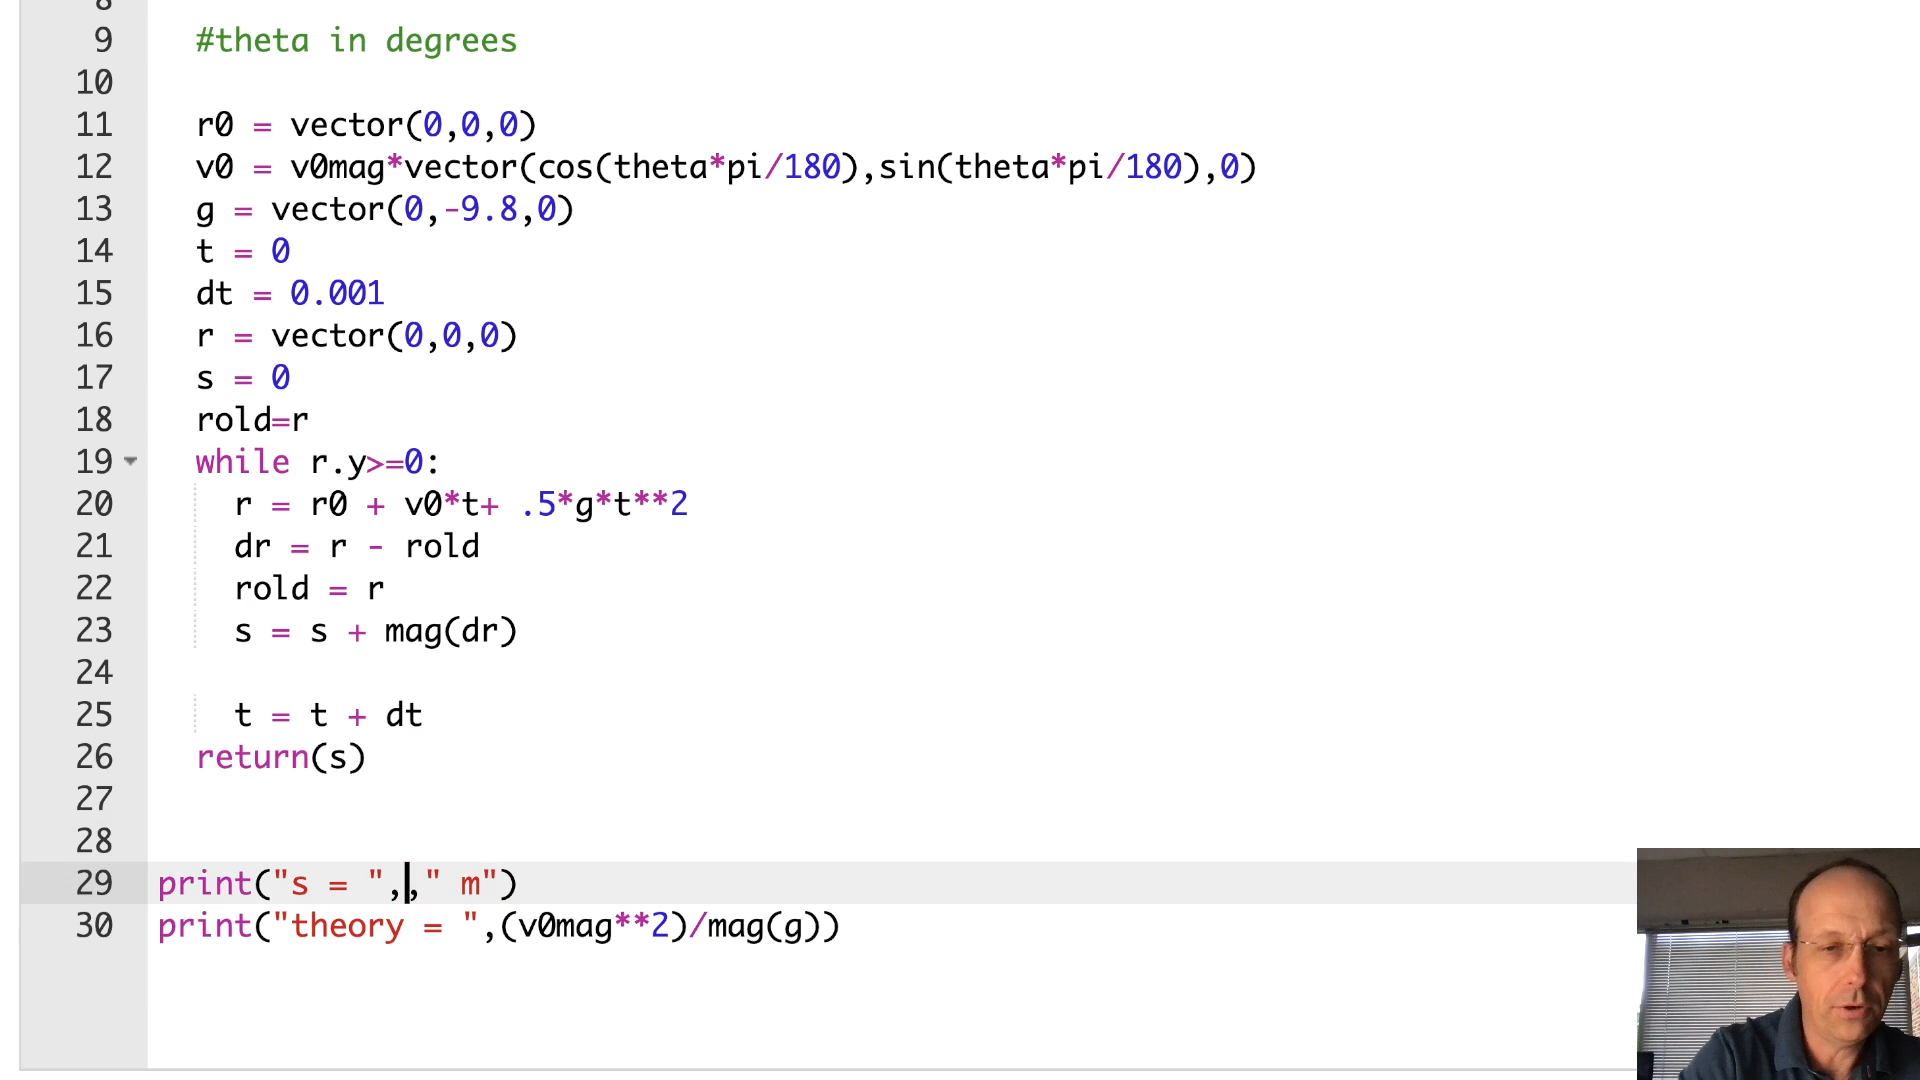 8
9 #theta in degrees
10
11 r0 = vector(0,0,0)
12 v0 = v0mag*vector(cos(theta*pi/180),sin(theta*pi/180),0)
13 g = vector(0,-9.8,0)
14 t = 0
15 dt = 0.001
16 r = vector(0,0,0)
17 s = 0
18 rold=r
19 while r.y>=0:
20 r = r0 + v0*t+ .5*g*t**2
21 dr = r - rold
22 rold = r
23 s = s + mag(dr)
24
25 t = t + dt
26 return(s)
27
28
29 print("s = ",," m")
30 print("theory = ",(v0mag**2)/mag(g))